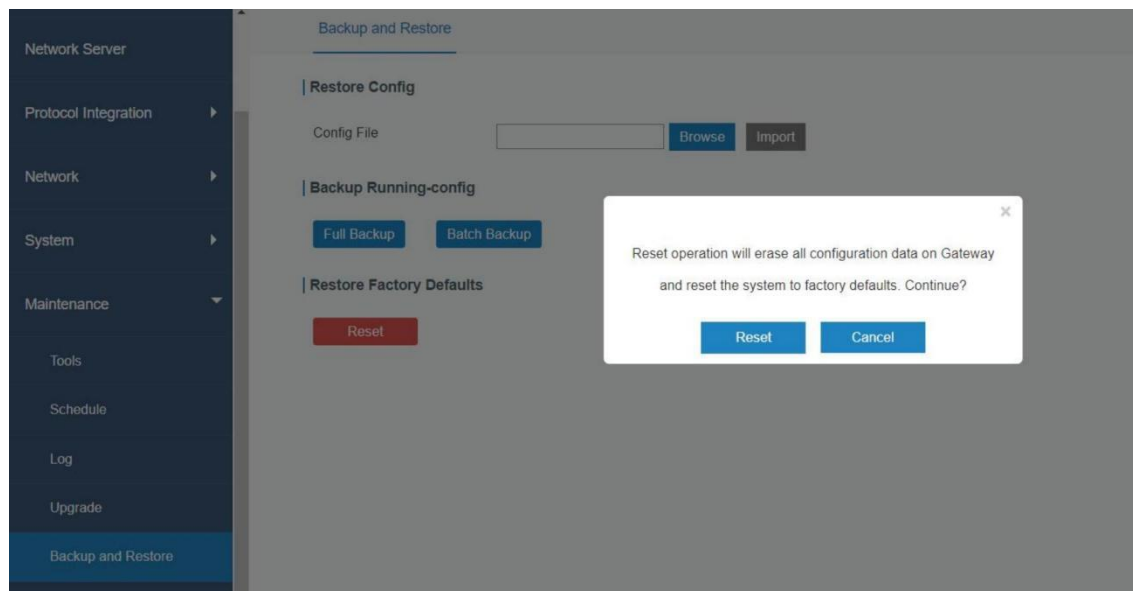 Network Server
Protocol Integration
Network
System
Maintenance
Tools
Schedule
Log
Upgrade
Backup and Restore
Backup and Restore
Restore Config
Config File
Browse
Import
Backup Running-config
Full Backup
Batch Backup
Restore Factory Defaults
Reset
Reset operation will erase all configuration data on Gateway
and reset the system to factory defaults. Continue?
Reset
Cancel